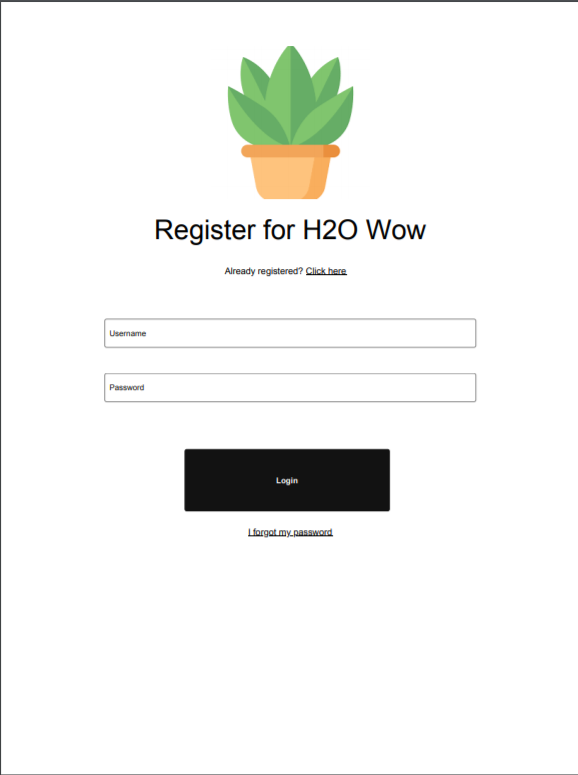 Register for H2O Wow
Already registered? Click here
Username
Password
Login
I forgot my password